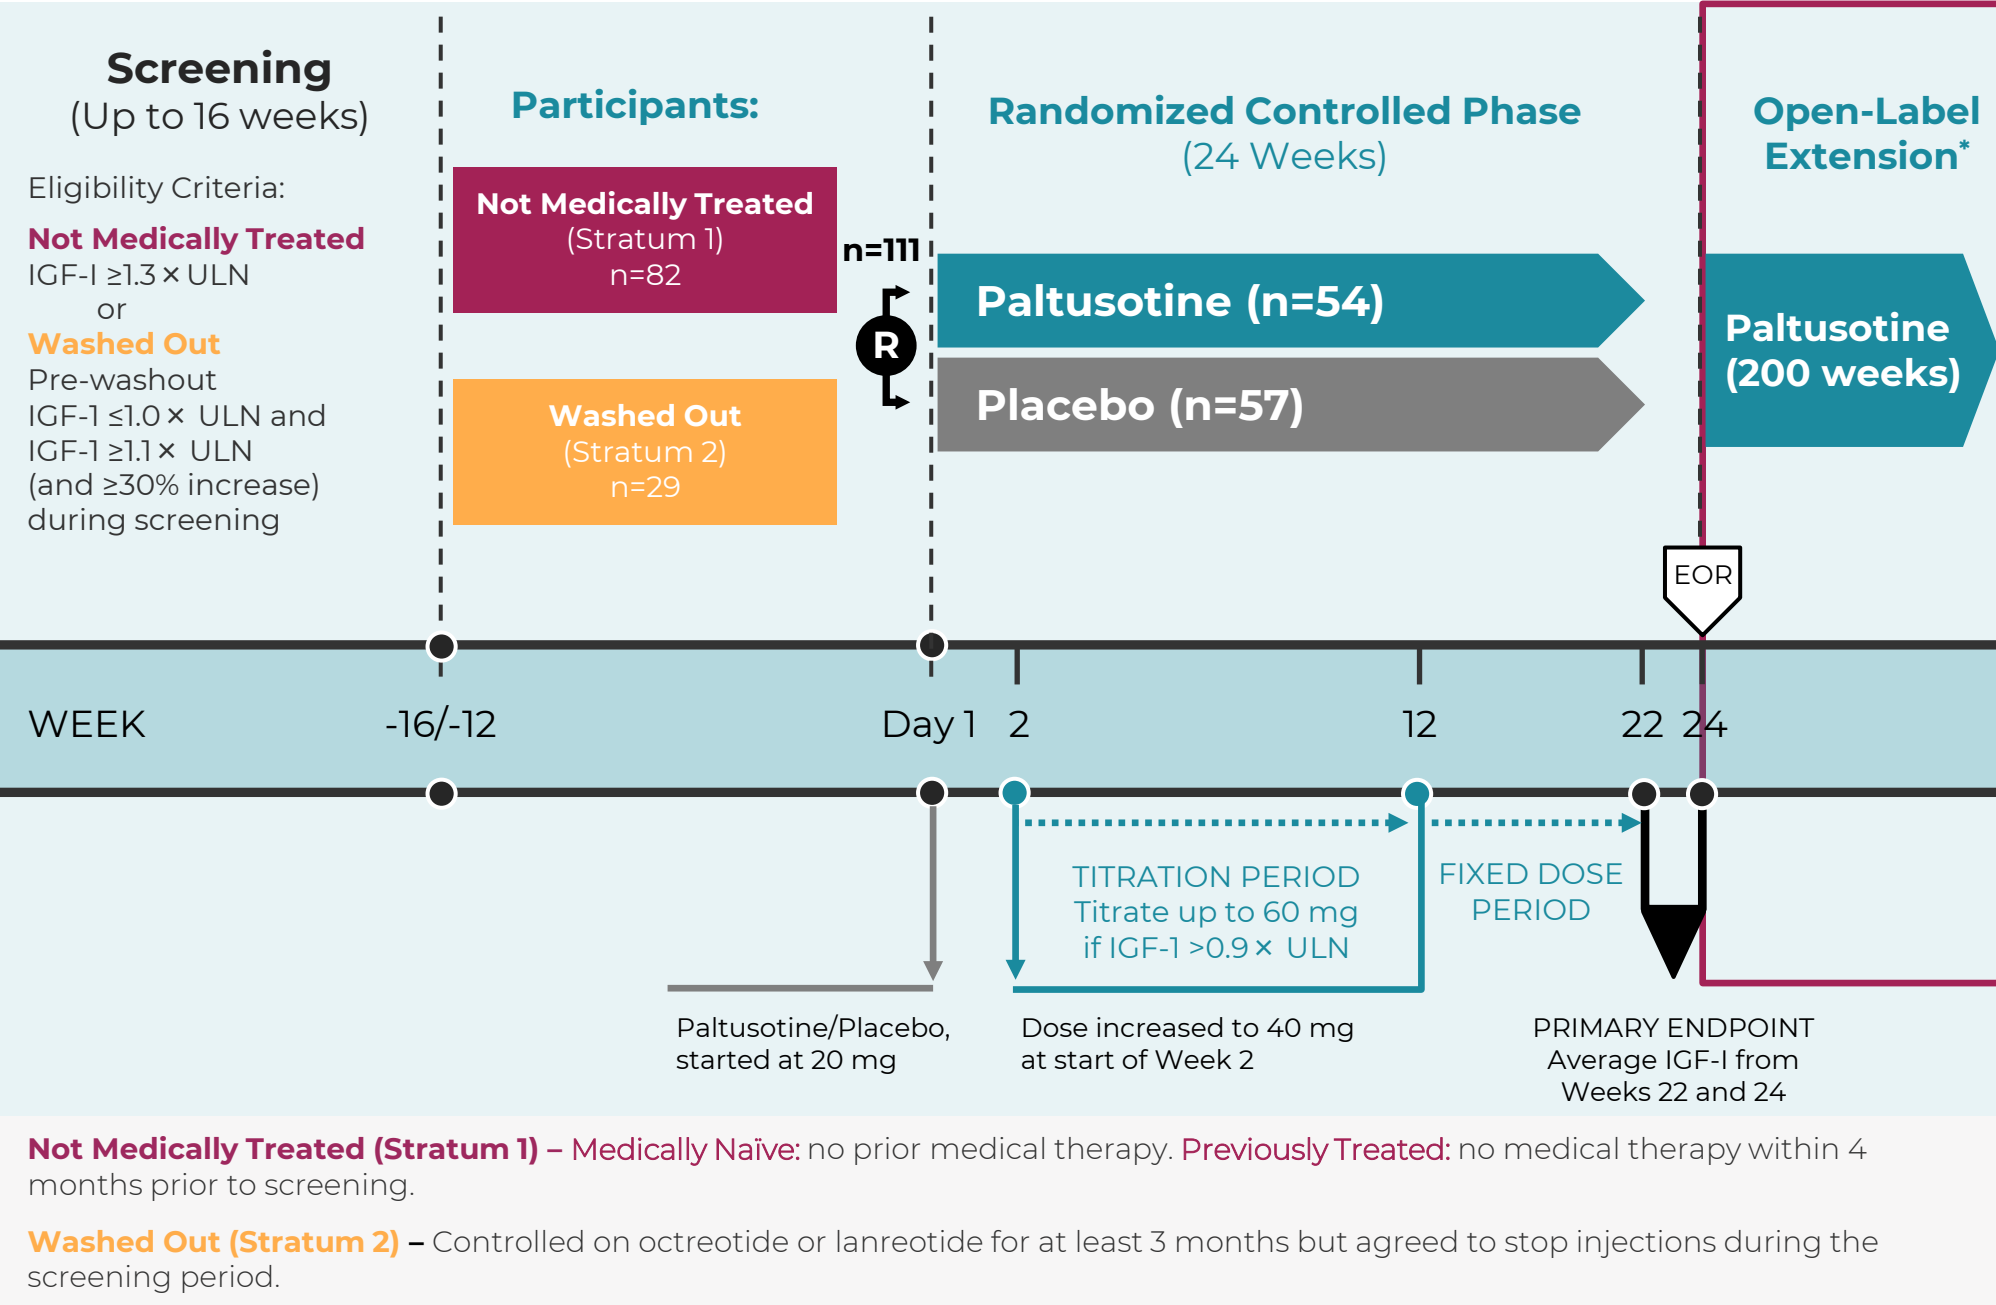 Screening
(Up to 16 weeks)
Eligibility Criteria:
Not Medically Treated
IGF-I ≥1.3 × ULN
or
Washed Out
Pre-washout
IGF-1 ≤1.0 × ULN and
IGF-1 ≥1.1 × ULN
(and ≥30% increase)
during screening
Participants:
Not Medically Treated
(Stratum 1)
n=82
Washed Out
(Stratum 2)
n=29
n=111
R
Randomized Controlled Phase
(24 Weeks)
Paltusotine (n=54)
Placebo (n=57)
Open-Label
Extension*
Paltusotine
(200 weeks)
EOR
WEEK -16/-12 Day 1 2 12 22 24
TITRATION PERIOD
Titrate up to 60 mg
if IGF-1 >0.9 × ULN
FIXED DOSE
PERIOD
Paltusotine/Placebo,
started at 20 mg
Dose increased to 40 mg
at start of Week 2
PRIMARY ENDPOINT
Average IGF-I from
Weeks 22 and 24
Not Medically Treated (Stratum 1) – Medically Naïve: no prior medical therapy. Previously Treated: no medical therapy within 4
months prior to screening.
Washed Out (Stratum 2) – Controlled on octreotide or lanreotide for at least 3 months but agreed to stop injections during the
screening period.